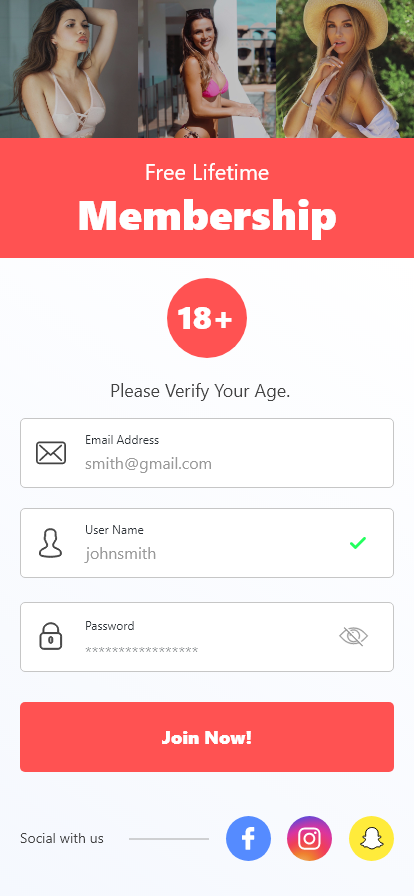 Free Lifetime
Membership
18+
Please Verify Your Age.
Email Address
smith@gmail.com
User Name
johnsmith
Password
*****************
Join Now!
Social with us